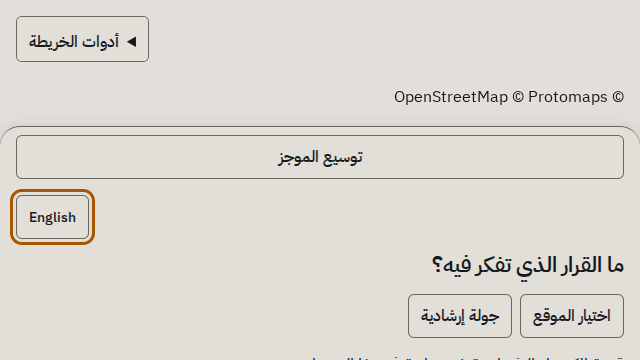 أدوات الخريطة
OpenStreetMap © Protomaps ©
توسيع الموجز
English
ما القرار الذي تفكر فيه؟
اختيار الموقع
جولة إرشادية